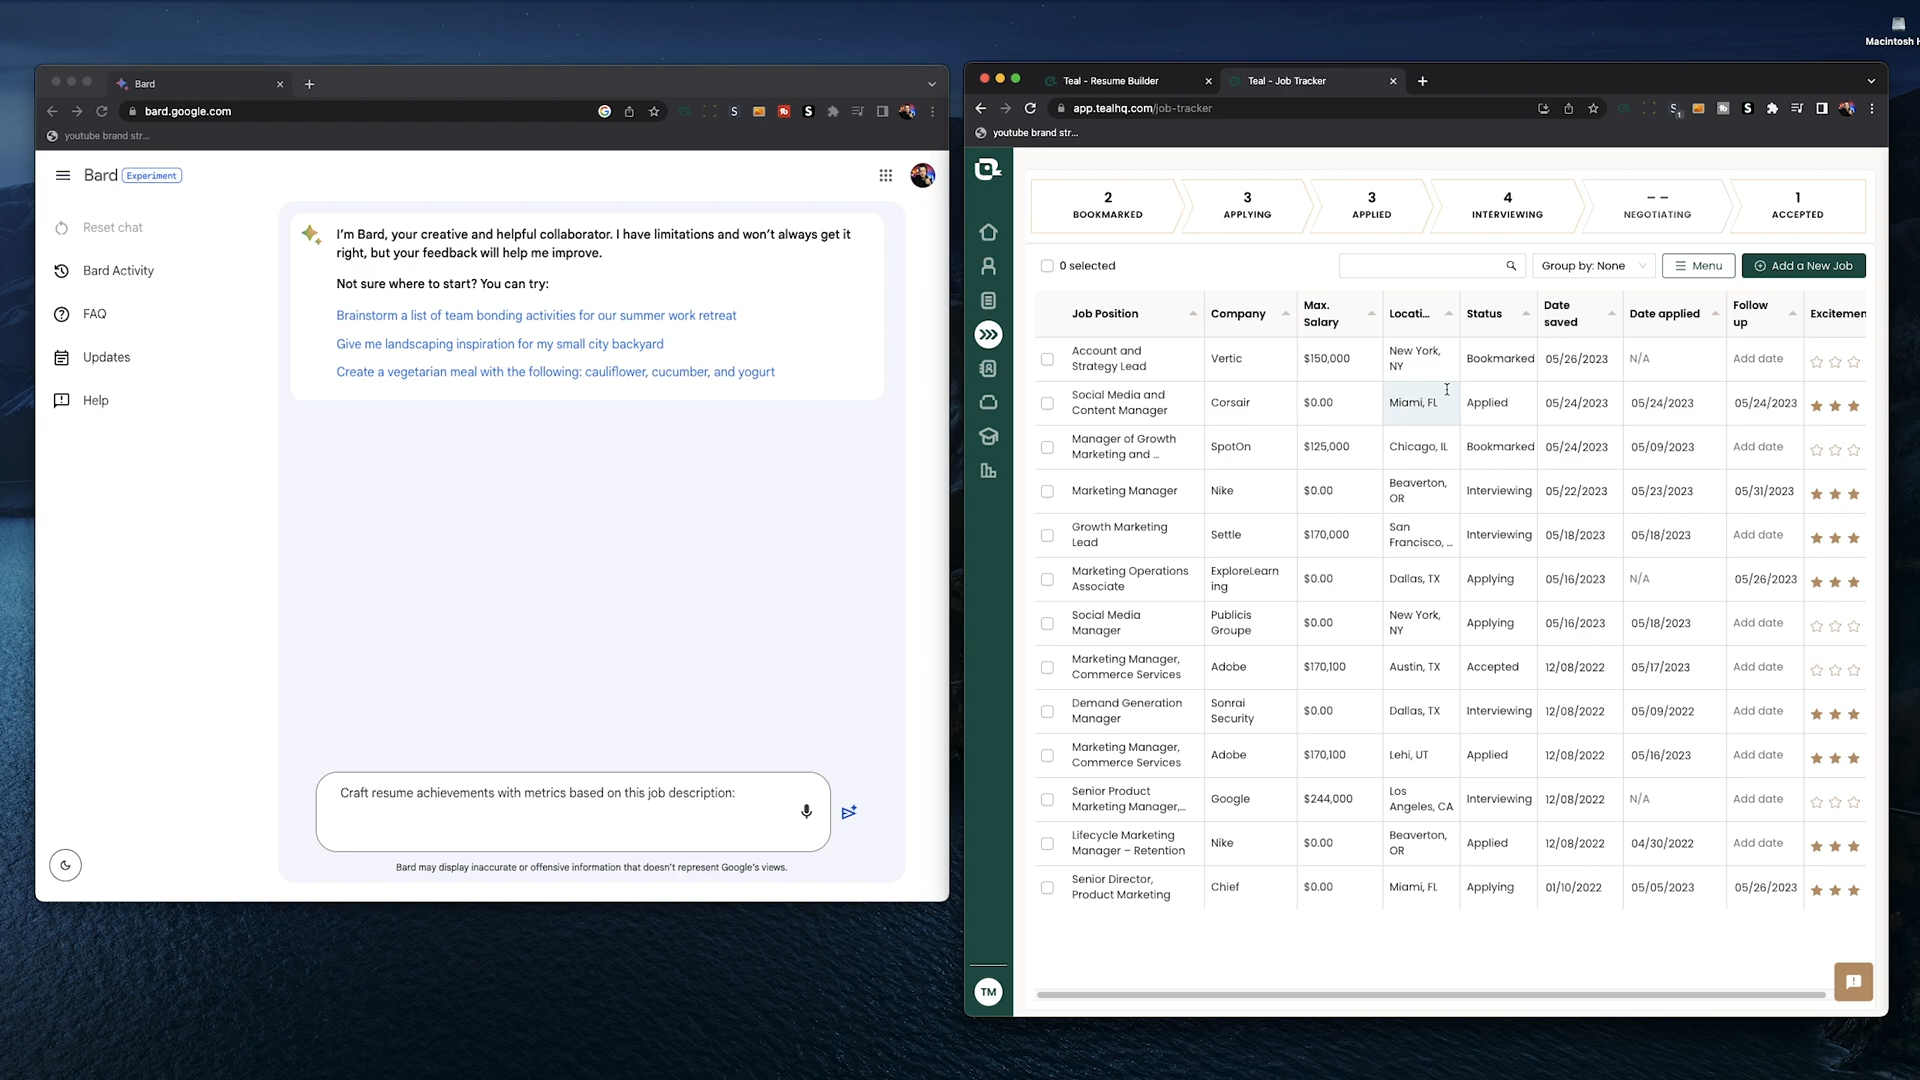 Macintosh H
Bard
bard.google.com
youtube brand str...
Bard Experiment
Reset chat
Bard Activity
FAQ
Updates
Help
I'm Bard, your creative and helpful collaborator. I have limitations and won't always get it
right, but your feedback will help me improve.
Not sure where to start? You can try:
Brainstorm a list of team bonding activities for our summer work retreat
Give me landscaping inspiration for my small city backyard
Create a vegetarian meal with the following: cauliflower, cucumber, and yogurt
Craft resume achievements with metrics based on this job description:
Bard may display inaccurate or offensive information that doesn't represent Google's views.
Teal - Resume Builder
Teal - Job Tracker
app.tealhq.com/job-tracker
youtube brand str...
2 3 3 4 – – 1
BOOKMARKED APPLYING APPLIED INTERVIEWING NEGOTIATING ACCEPTED
0 selected Group by: None Menu Add a New Job
Job Position Company Max. Salary Locati... Status Date saved Date applied Follow up Excitemen
Account and Strategy Lead Vertic $150,000 New York, NY Bookmarked 05/26/2023 N/A Add date
Social Media and Content Manager Corsair $0.00 Miami, FL Applied 05/24/2023 05/24/2023 05/24/2023
Manager of Growth Marketing and ... SpotOn $125,000 Chicago, IL Bookmarked 05/24/2023 05/09/2023 Add date
Marketing Manager Nike $0.00 Beaverton, OR Interviewing 05/22/2023 05/23/2023 05/31/2023
Growth Marketing Lead Settle $170,000 San Francisco, ... Interviewing 05/18/2023 05/18/2023 Add date
Marketing Operations Associate ExploreLearning $0.00 Dallas, TX Applying 05/16/2023 N/A 05/26/2023
Social Media Manager Publicis Groupe $0.00 New York, NY Applying 05/16/2023 05/18/2023 Add date
Marketing Manager, Commerce Services Adobe $170,100 Austin, TX Accepted 12/08/2022 05/17/2023 Add date
Demand Generation Manager Sonrai Security $0.00 Dallas, TX Interviewing 12/08/2022 05/09/2022 Add date
Marketing Manager, Commerce Services Adobe $170,100 Lehi, UT Applied 12/08/2022 05/16/2023 Add date
Senior Product Marketing Manager,... Google $244,000 Los Angeles, CA Interviewing 12/08/2022 N/A Add date
Lifecycle Marketing Manager – Retention Nike $0.00 Beaverton, OR Applied 12/08/2022 04/30/2022 Add date
Senior Director, Product Marketing Chief $0.00 Miami, FL Applying 01/10/2022 05/05/2023 05/26/2023
TM